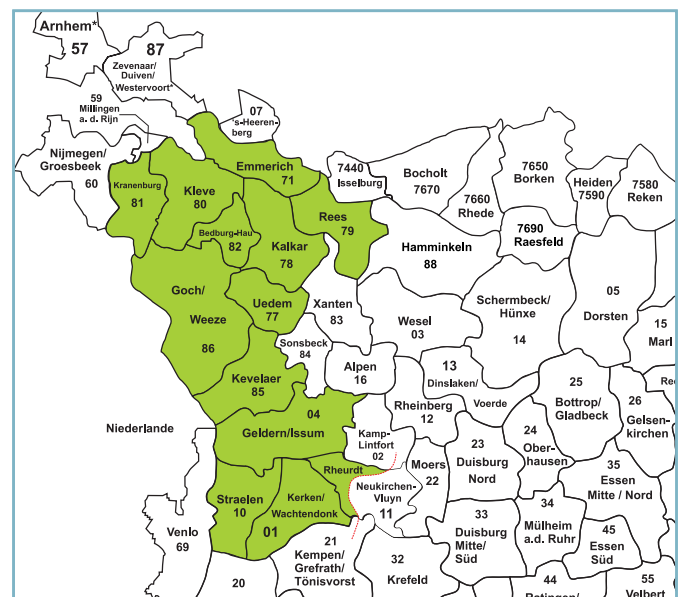 Arnhem*
57
87
Zevenaar/
Duiven/
Westervoort*
59
Millingen
a. d. Rijn
07
's-Heeren-
berg
Nijmegen/
Groesbeek
60
Kranenburg
81
Kleve
80
Emmerich
71
7440
Isselburg
Bocholt
7670
7660
Rhede
7650
Borken
Heiden
7590
7580
Reken
Bedburg-Hau
82
Rees
79
Kalkar
78
Hamminkeln
88
7690
Raesfeld
Goch/
Weeze
86
Uedem
77
Xanten
83
Wesel
03
Schermbeck/
Hünxe
14
05
Dorsten
15
Marl
Sonsbeck
84
Alpen
16
13
Dinslaken/
Voerde
Kevelaer
85
25
Bottrop/
Gladbeck
26
Gelsen-
kirchen
04
Geldern/Issum
Rheinberg
12
Niederlande
Kamp-
Lintfort
02
Moers
22
23
Duisburg
Nord
24
Ober-
hausen
35
Essen
Mitte / Nord
Rheurdt
Neukirchen-
Vluyn
11
Straelen
10
Kerken/
Wachtendonk
01
Venlo
69
21
Kempen/
Grefrath/
Tönisvorst
32
Krefeld
33
Duisburg
Mitte/
Süd
34
Mülheim
a.d. Ruhr
45
Essen
Süd
20
44
55
Velbert